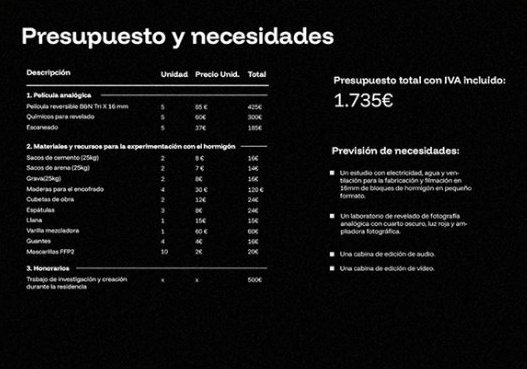 Presupuesto y necesidades
Descripción Unidad Precio Unid. Total
1. Película analógica
Película reversible B&N Tri X 16 mm 5 85 € 425€
Químicos para revelado 5 60€ 300€
Escaneado 5 37€ 185€
2. Materiales y recursos para la experimentación con el hormigón
Sacos de cemento (25kg) 2 8 € 16€
Sacos de arena (25kg) 2 7 € 14€
Grava(25kg) 2 8€ 16€
Maderas para el encofrado 4 30 € 120 €
Cubetas de obra 2 12€ 24€
Espátulas 3 8€ 24€
Llana 1 15€ 15€
Varilla mezcladora 1 60 € 60€
Guantes 4 4€ 16€
Mascarillas FFP2 10 2€ 20€
3. Honorarios
Trabajo de investigación y creación
durante la residencia x x 500€
Presupuesto total con IVA incluido:
1.735€
Previsión de necesidades:
Un estudio con electricidad, agua y ven-
tilación para la fabricación y filmación en
16mm de bloques de hormigón en pequeño
formato.
Un laboratorio de revelado de fotografía
analógica con cuarto oscuro, luz roja y am-
pliadora fotográfica.
Una cabina de edición de audio.
Una cabina de edición de vídeo.